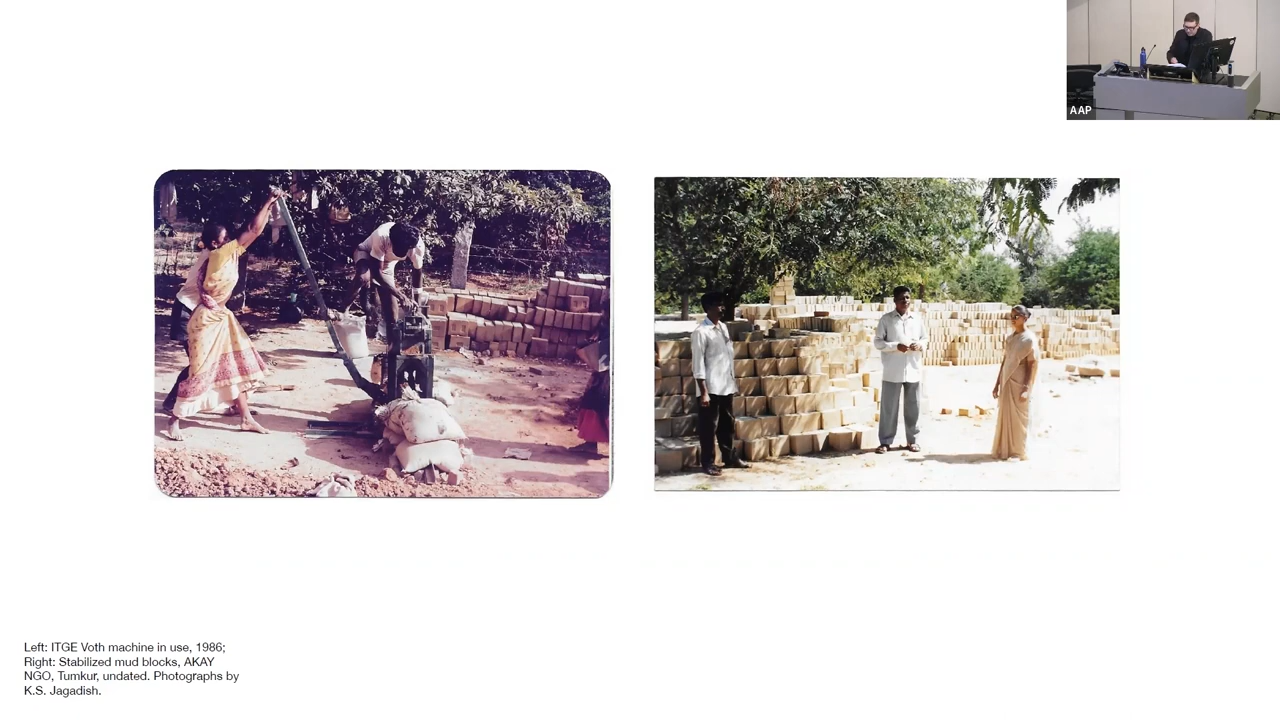 AAP
Left: ITGE Voth machine in use, 1986;
Right: Stabilized mud blocks, AKAY
NGO, Tumkur, undated. Photographs by
K.S. Jagadish.